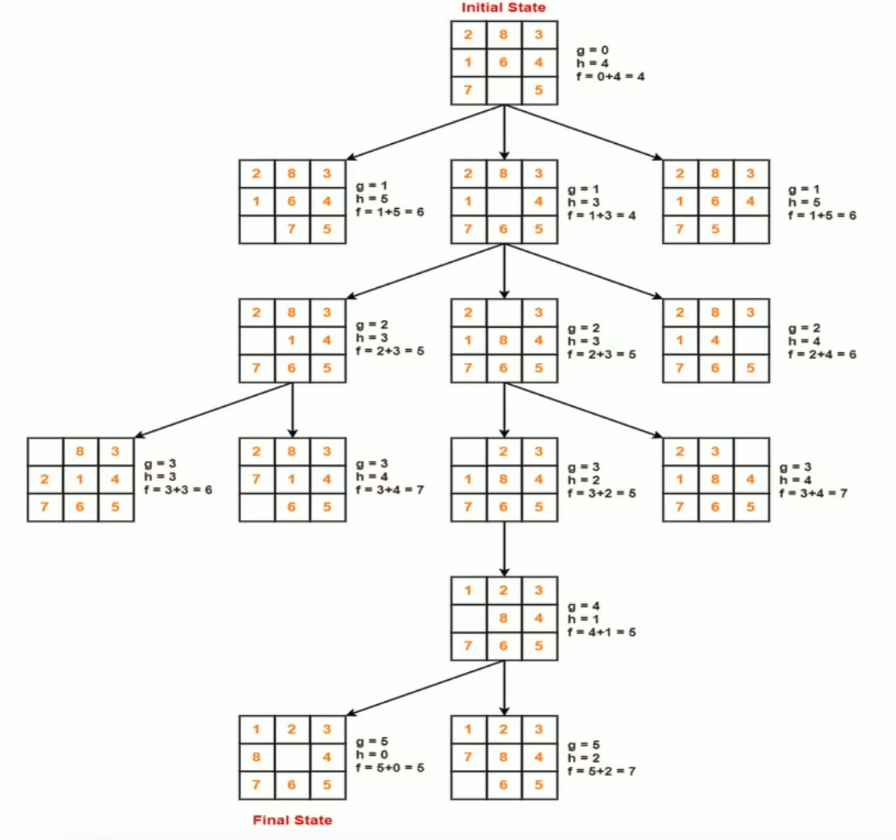 Initial State
2 8 3
1 6 4
7 5
g = 0
h = 4
f = 0+4 = 4
2 8 3
1 6 4
7 5
g = 1
h = 5
f = 1+5 = 6
2 8 3
1 4
7 6 5
g = 1
h = 3
f = 1+3 = 4
2 8 3
1 6 4
7 5
g = 1
h = 5
f = 1+5 = 6
2 8 3
1 4
7 6 5
g = 2
h = 3
f = 2+3 = 5
2 3
1 8 4
7 6 5
g = 2
h = 3
f = 2+3 = 5
2 8 3
1 4
7 6 5
g = 2
h = 4
f = 2+4 = 6
8 3
2 1 4
7 6 5
g = 3
h = 3
f = 3+3 = 6
2 8 3
7 1 4
6 5
g = 3
h = 4
f = 3+4 = 7
2 3
1 8 4
7 6 5
g = 3
h = 2
f = 3+2 = 5
2 3
1 8 4
7 6 5
g = 3
h = 4
f = 3+4 = 7
1 2 3
8 4
7 6 5
g = 4
h = 1
f = 4+1 = 5
1 2 3
8 4
7 6 5
g = 5
h = 0
f = 5+0 = 5
1 2 3
7 8 4
6 5
g = 5
h = 2
f = 5+2 = 7
Final State